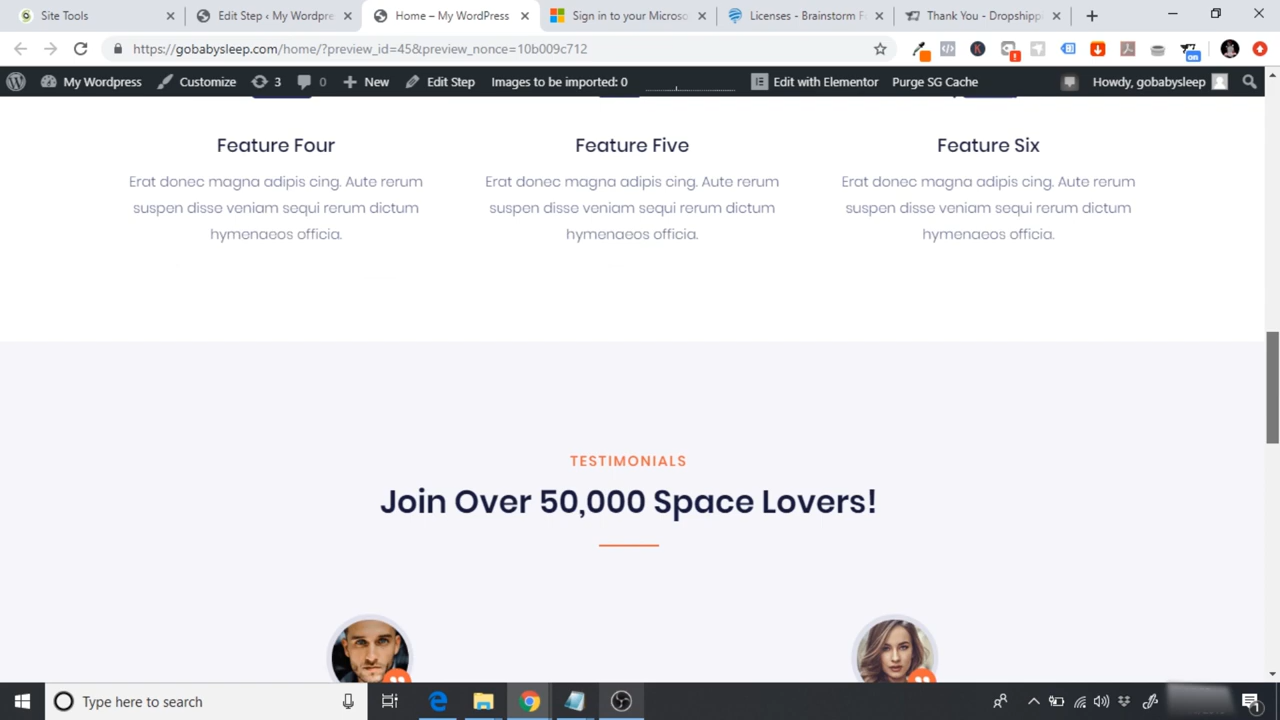 Site Tools
Edit Step ‹ My Wordpre
Home – My WordPress
Sign in to your Microso
Licenses - Brainstorm F
Thank You - Dropshipp
https://gobabysleep.com/home/?preview_id=45&preview_nonce=10b009c712
My Wordpress
Customize
3
0
New
Edit Step
Images to be imported: 0
Edit with Elementor
Purge SG Cache
Howdy, gobabysleep
Feature Four
Feature Five
Feature Six
Erat donec magna adipis cing. Aute rerum
suspen disse veniam sequi rerum dictum
hymenaeos officia.
Erat donec magna adipis cing. Aute rerum
suspen disse veniam sequi rerum dictum
hymenaeos officia.
Erat donec magna adipis cing. Aute rerum
suspen disse veniam sequi rerum dictum
hymenaeos officia.
TESTIMONIALS
Join Over 50,000 Space Lovers!
Type here to search